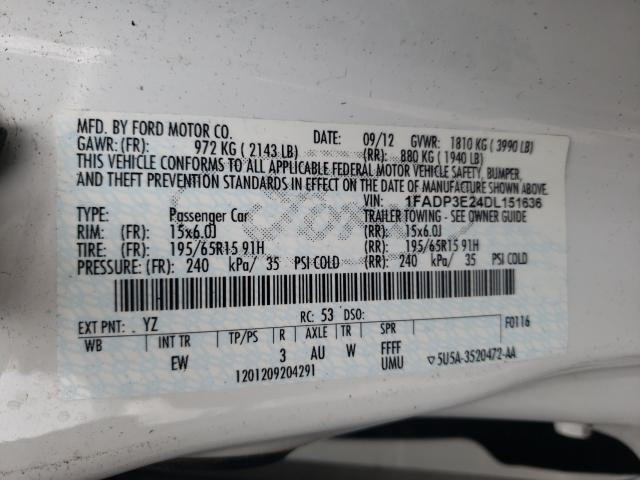 MFD. BY FORD MOTOR CO.
DATE: 09/12 GVWR: 1810 KG ( 3990 LB)
GAWR: (FR): 972 KG ( 2143 LB) (RR): 880 KG ( 1940 LB)
THIS VEHICLE CONFORMS TO ALL APPLICABLE FEDERAL MOTOR VEHICLE SAFETY, BUMPER,
AND THEFT PREVENTION STANDARDS IN EFFECT ON THE DATE OF MANUFACTURE SHOWN ABOVE.
VIN: 1FADP3E24DL151636
TYPE: Passenger Car TRAILER TOWING - SEE OWNER GUIDE
RIM: (FR): 15x6.0J (RR): 15x6.0J
TIRE: (FR): 195/65R15 91H (RR): 195/65R15 91H
PRESSURE: (FR): 240 kPa/ 35 PSI COLD (RR): 240 kPa/ 35 PSI COLD
EXT PNT: YZ RC: 53 DSO: F0116
WB INT TR TP/PS R AXLE TR SPR
EW 3 AU W FFFF
UMU
1201209204291 5U5A-3520472-AA